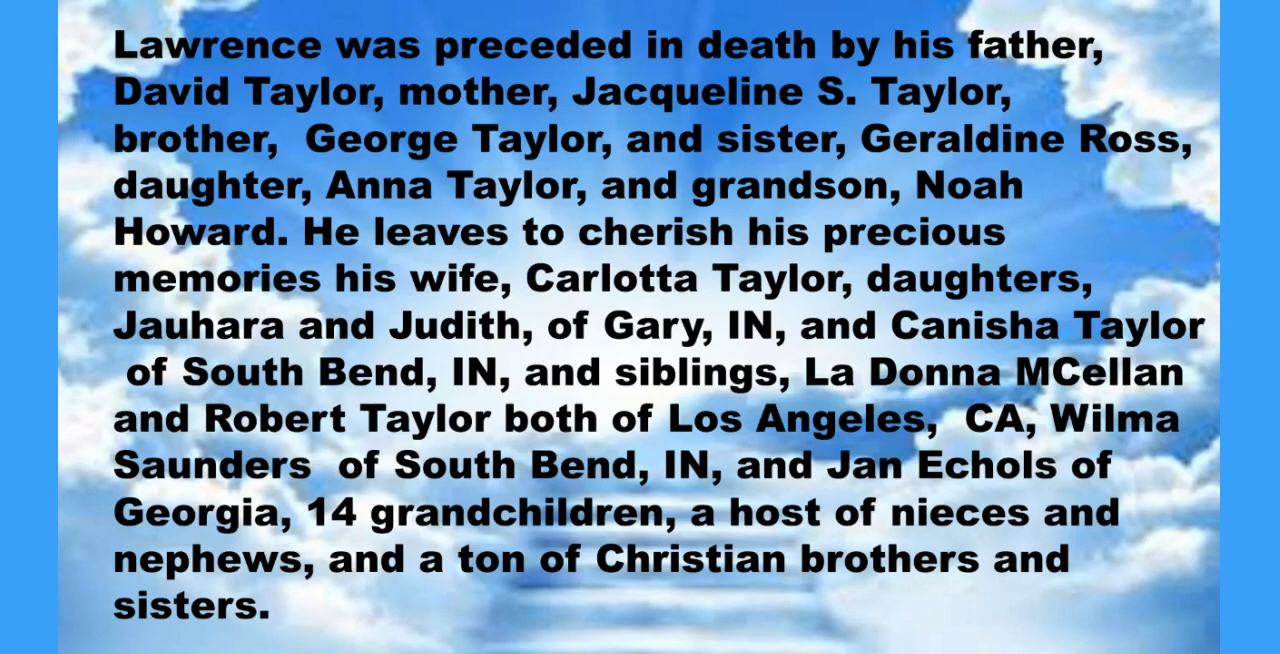 Lawrence was preceded in death by his father,
David Taylor, mother, Jacqueline S. Taylor,
brother,  George Taylor, and sister, Geraldine Ross,
daughter, Anna Taylor, and grandson, Noah
Howard. He leaves to cherish his precious
memories his wife, Carlotta Taylor, daughters,
Jauhara and Judith, of Gary, IN, and Canisha Taylor
of South Bend, IN, and siblings, La Donna MCellan
and Robert Taylor both of Los Angeles,  CA, Wilma
Saunders  of South Bend, IN, and Jan Echols of
Georgia, 14 grandchildren, a host of nieces and
nephews, and a ton of Christian brothers and
sisters.